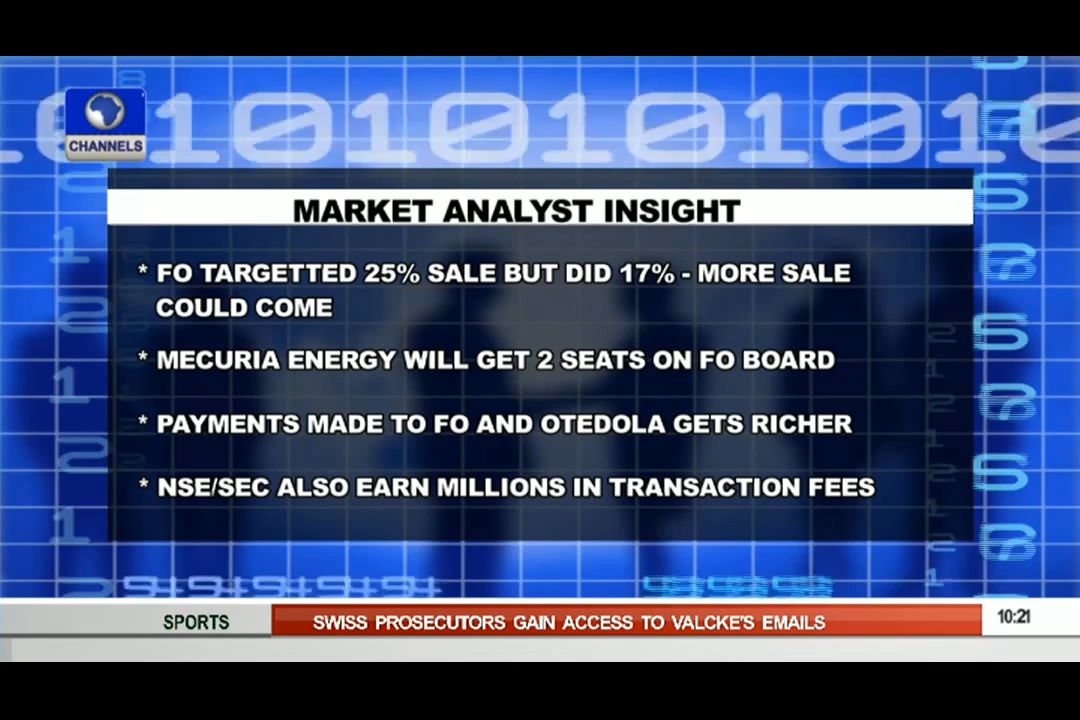 1010101010
CHANNELS
MARKET ANALYST INSIGHT
* FO TARGETTED 25% SALE BUT DID 17% - MORE SALE
COULD COME
* MECURIA ENERGY WILL GET 2 SEATS ON FO BOARD
* PAYMENTS MADE TO FO AND OTEDOLA GETS RICHER
* NSE/SEC ALSO EARN MILLIONS IN TRANSACTION FEES
SPORTS
SWISS PROSECUTORS GAIN ACCESS TO VALCKE'S EMAILS
10:21